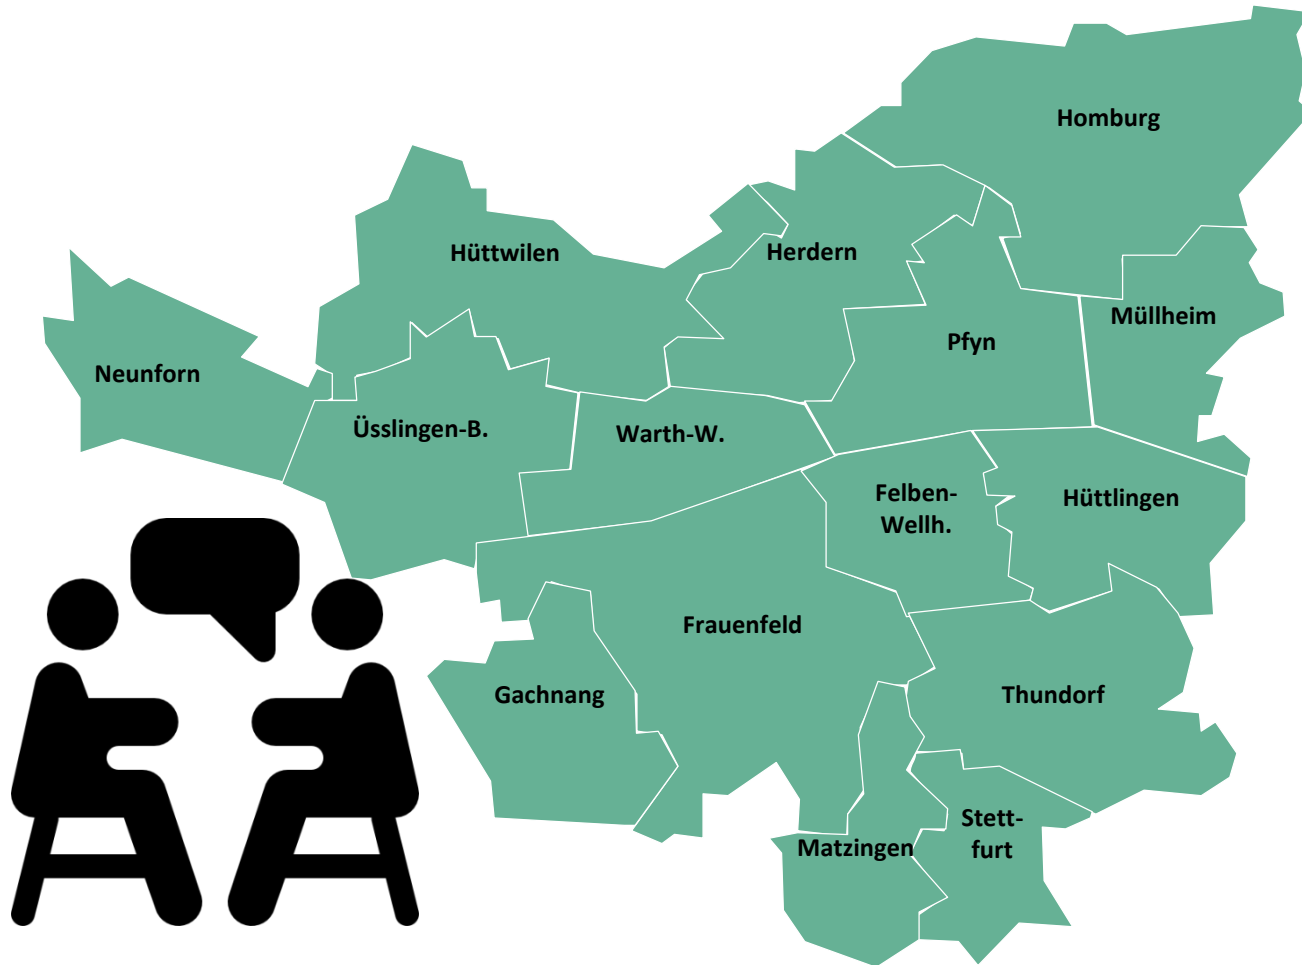 Homburg
Hüttwilen
Herdern
Müllheim
Pfyn
Neunforn
Üsslingen-B.
Warth-W.
Felben-
Wellh.
Hüttlingen
Frauenfeld
Gachnang
Thundorf
Stett-
furt
Matzingen